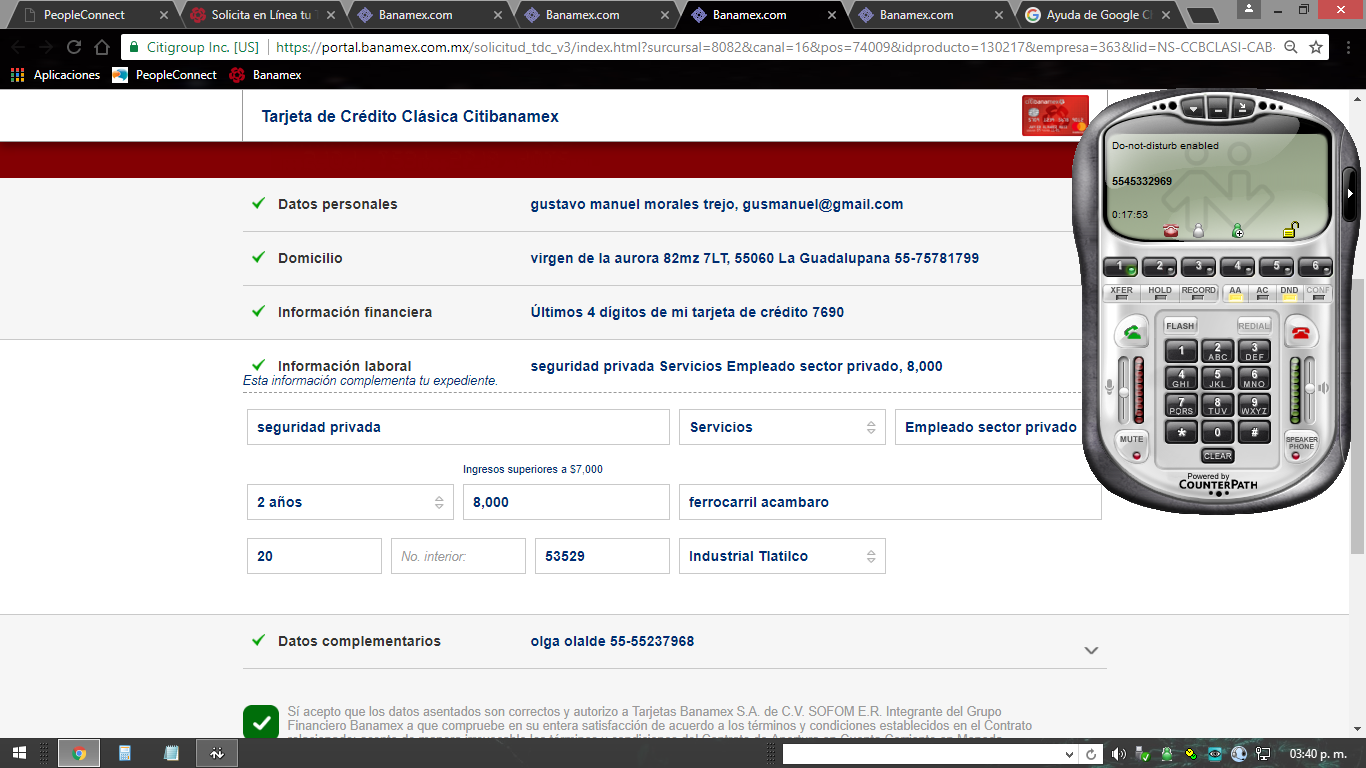 PeopleConnect
Solicita en Línea tu
Banamex.com
Banamex.com
Banamex.com
Banamex.com
Ayuda de Google C
Citigroup Inc. [US] | https://portal.banamex.com.mx/solicitud_tdc_v3/index.html?surcursal=8082&canal=16&pos=74009&idproducto=130217&empresa=363&lid=NS-CCBCLASI-CAB-
Aplicaciones PeopleConnect Banamex
Tarjeta de Crédito Clásica Citibanamex
citibanamex
Datos personales gustavo manuel morales trejo, gusmanuel@gmail.com
Domicilio virgen de la aurora 82mz 7LT, 55060 La Guadalupana 55-75781799
Información financiera Últimos 4 dígitos de mi tarjeta de crédito 7690
Información laboral seguridad privada Servicios Empleado sector privado, 8,000
Esta información complementa tu expediente.
seguridad privada Servicios Empleado sector privado
Ingresos superiores a $7,000
2 años 8,000 ferrocarril acambaro
20 No. interior: 53529 Industrial Tlatilco
Datos complementarios olga olalde 55-55237968
Sí acepto que los datos asentados son correctos y autorizo a Tarjetas Banamex S.A. de C.V. SOFOM E.R. Integrante del Grupo
Financiero Banamex a que compruebe en su entera satisfacción de acuerdo a los términos y condiciones establecidos en el Contrato
Do-not-disturb enabled
5545332969
0:17:53
1 2 3 4 5 6
XFER HOLD RECORD AA AC DND CONF
FLASH REDIAL
1 2 ABC 3 DEF
4 GHI 5 JKL 6 MNO
7 PQRS 8 TUV 9 WXYZ
* 0 #
MUTE CLEAR SPEAKER PHONE
Powered by
COUNTERPATH
03:40 p. m.